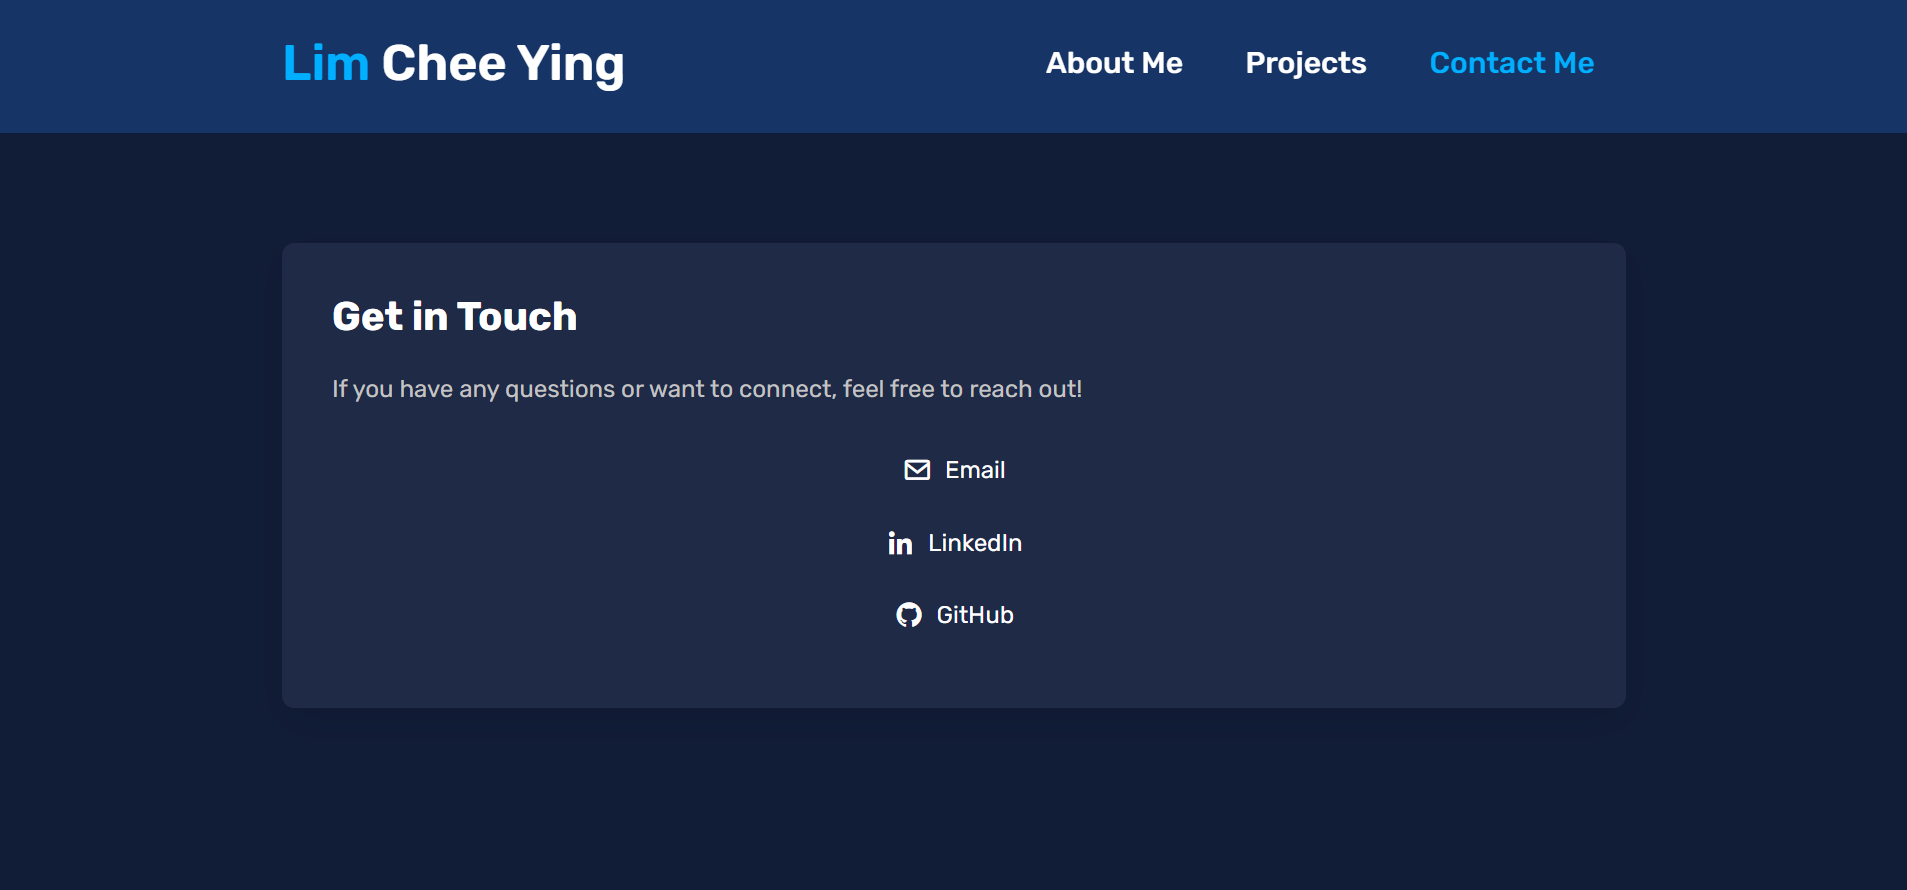 Lim Chee Ying About Me Projects Contact Me
Get in Touch
If you have any questions or want to connect, feel free to reach out!
Email
LinkedIn
GitHub